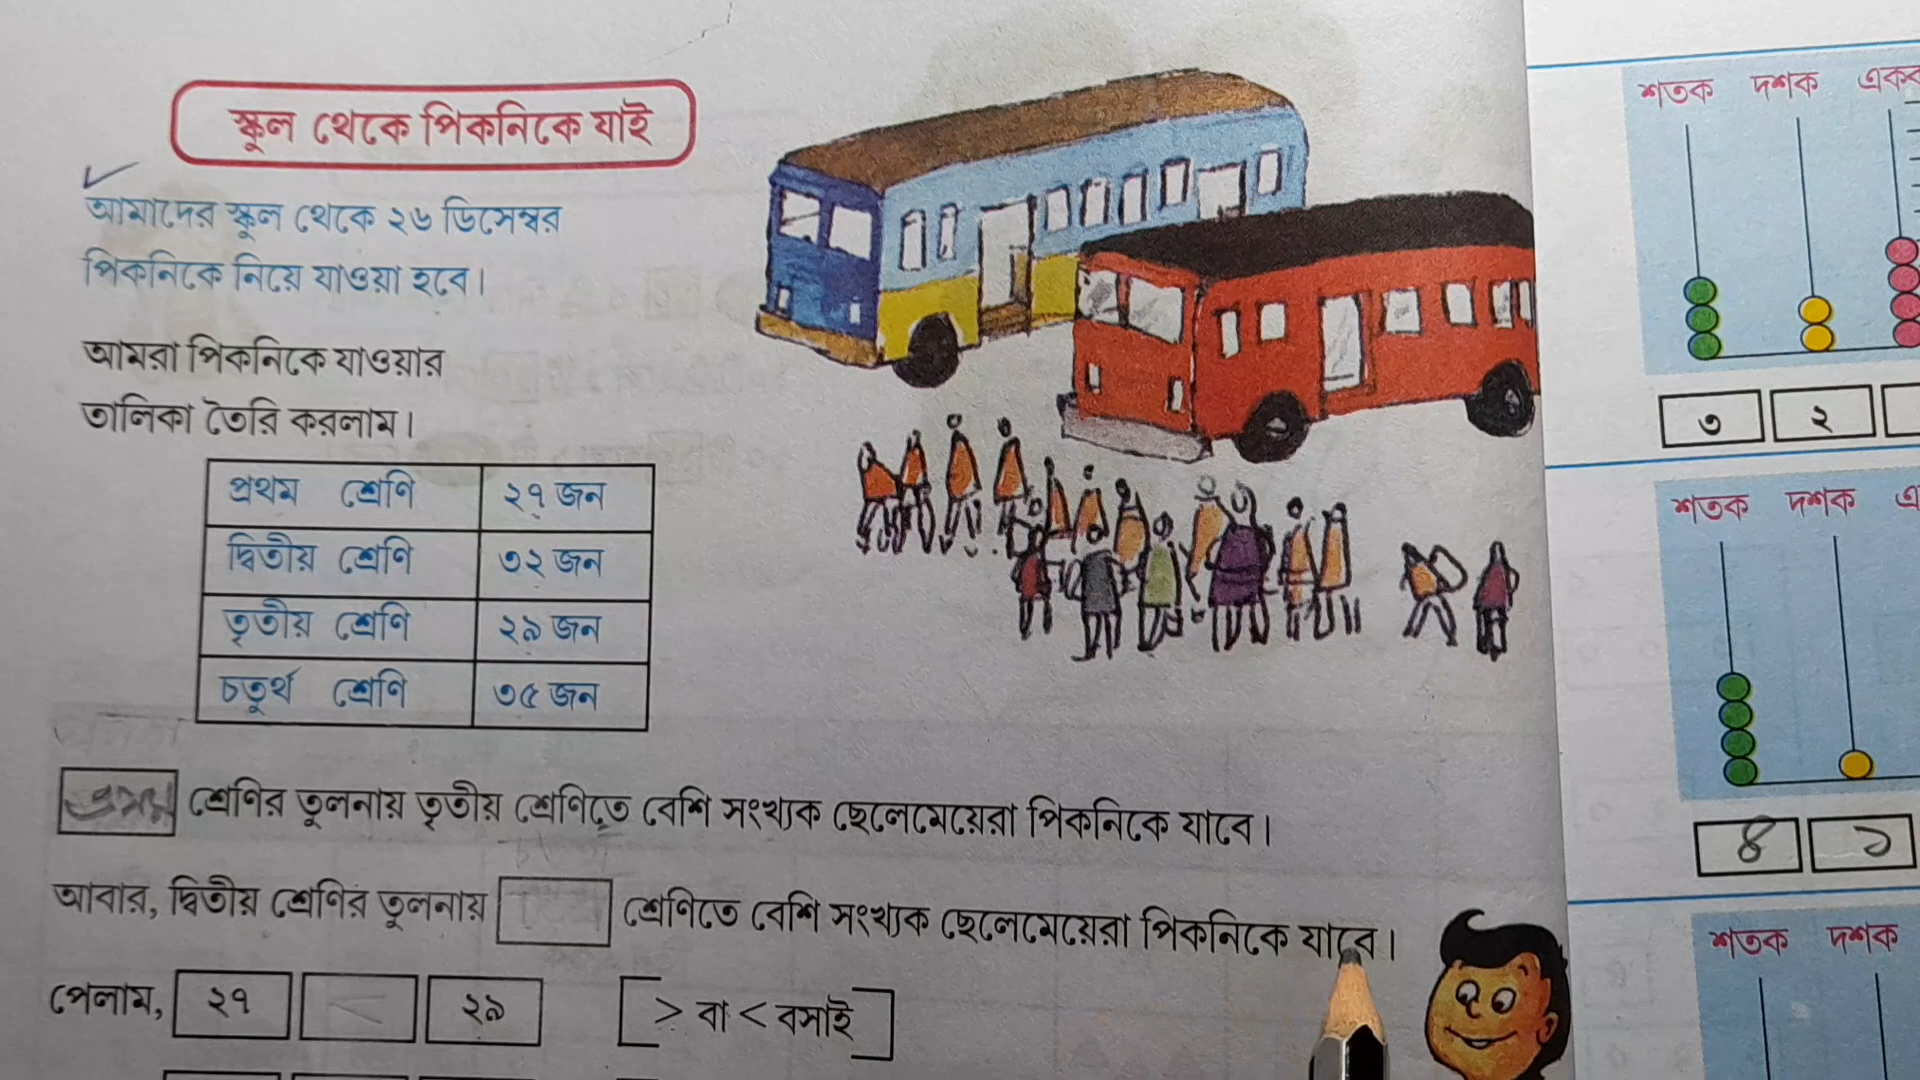 স্কুল থেকে পিকনিকে যাই
আমাদের স্কুল থেকে ২৬ ডিসেম্বর
পিকনিকে নিয়ে যাওয়া হবে।
আমরা পিকনিকে যাওয়ার
তালিকা তৈরি করলাম।
প্রথম শ্রেণি ২৭ জন
দ্বিতীয় শ্রেণি ৩২ জন
তৃতীয় শ্রেণি ২৯ জন
চতুর্থ শ্রেণি ৩৫ জন
প্রথম শ্রেণির তুলনায় তৃতীয় শ্রেণিতে বেশি সংখ্যক ছেলেমেয়েরা পিকনিকে যাবে।
আবার, দ্বিতীয় শ্রেণির তুলনায় শ্রেণিতে বেশি সংখ্যক ছেলেমেয়েরা পিকনিকে যাবে।
পেলাম, ২৭ < ২৯ [> বা < বসাই]
শতক দশক
৩ ২
শতক দশক
৪ ১
শতক দশক